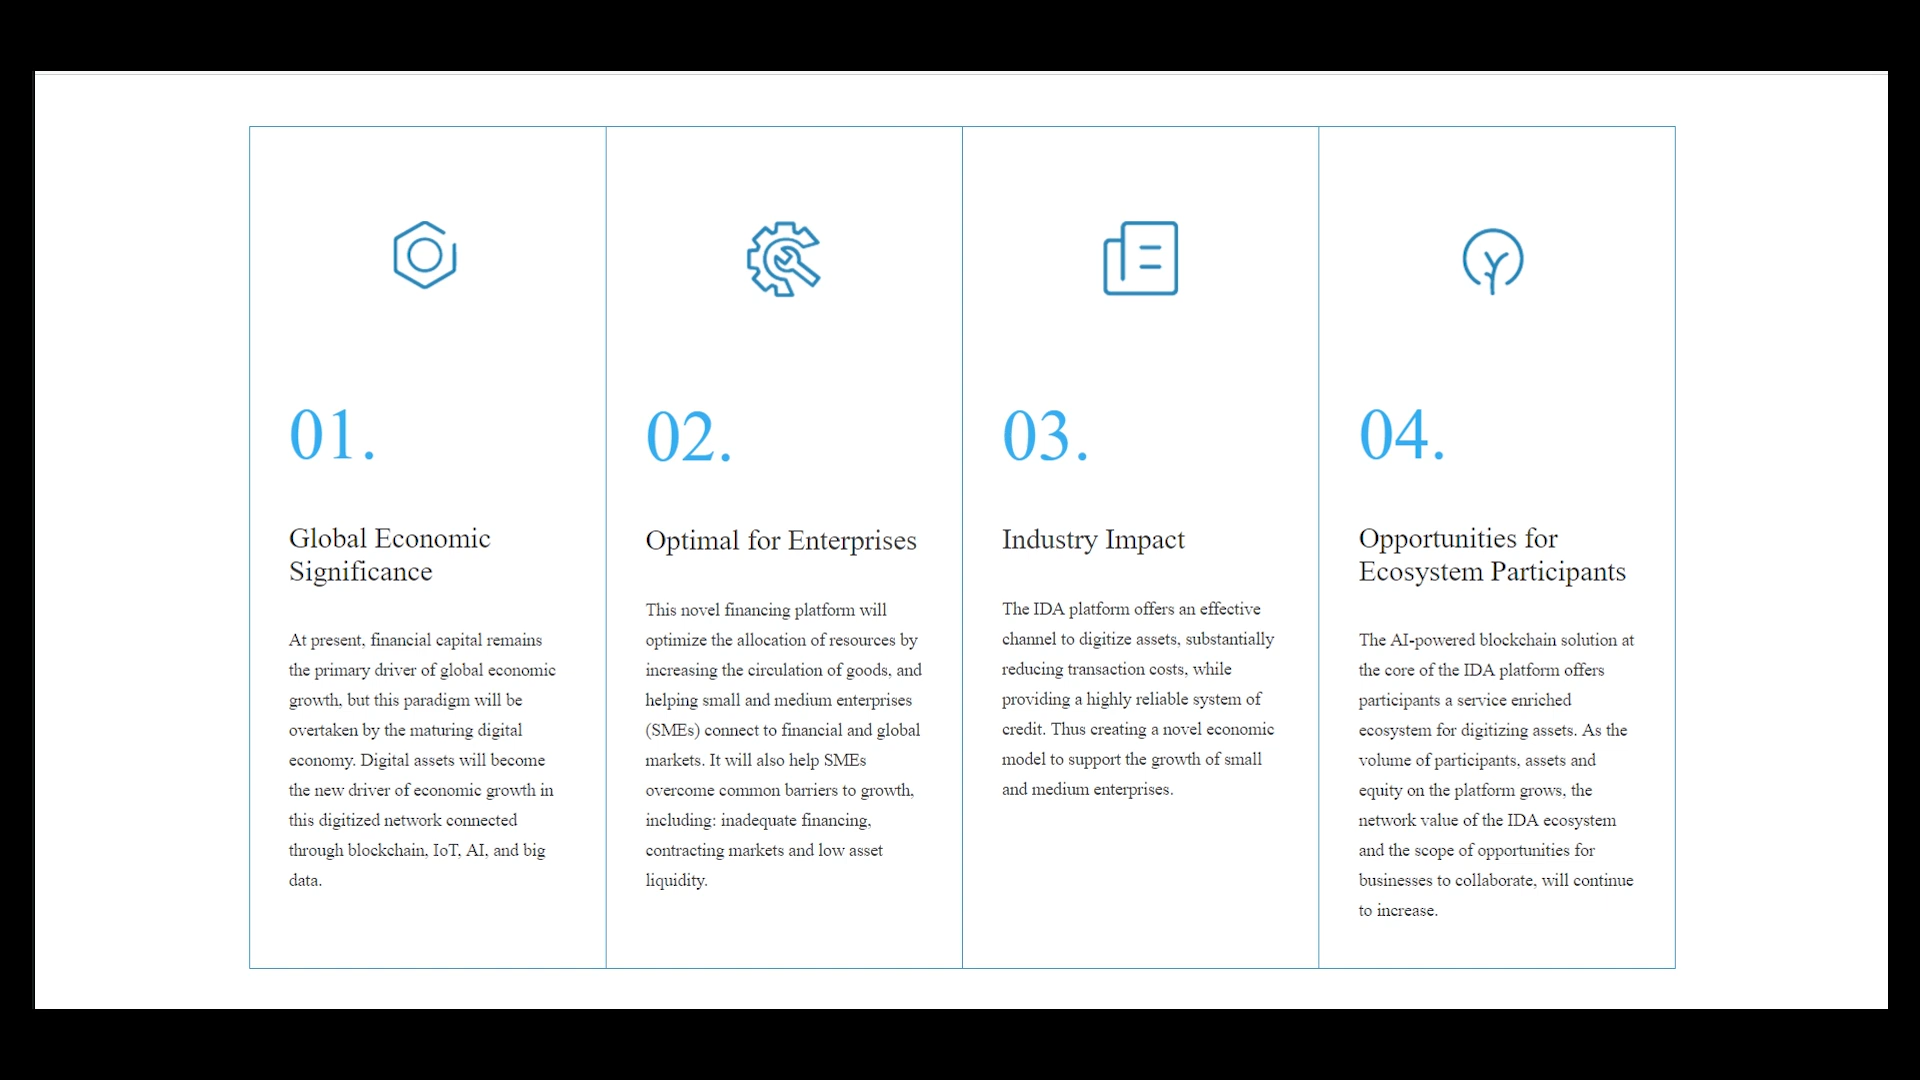 01.
Global Economic
Significance
At present, financial capital remains
the primary driver of global economic
growth, but this paradigm will be
overtaken by the maturing digital
economy. Digital assets will become
the new driver of economic growth in
this digitized network connected
through blockchain, IoT, AI, and big
data.
02.
Optimal for Enterprises
This novel financing platform will
optimize the allocation of resources by
increasing the circulation of goods, and
helping small and medium enterprises
(SMEs) connect to financial and global
markets. It will also help SMEs
overcome common barriers to growth,
including: inadequate financing,
contracting markets and low asset
liquidity.
03.
Industry Impact
The IDA platform offers an effective
channel to digitize assets, substantially
reducing transaction costs, while
providing a highly reliable system of
credit. Thus creating a novel economic
model to support the growth of small
and medium enterprises.
04.
Opportunities for
Ecosystem Participants
The AI-powered blockchain solution at
the core of the IDA platform offers
participants a service enriched
ecosystem for digitizing assets. As the
volume of participants, assets and
equity on the platform grows, the
network value of the IDA ecosystem
and the scope of opportunities for
businesses to collaborate, will continue
to increase.